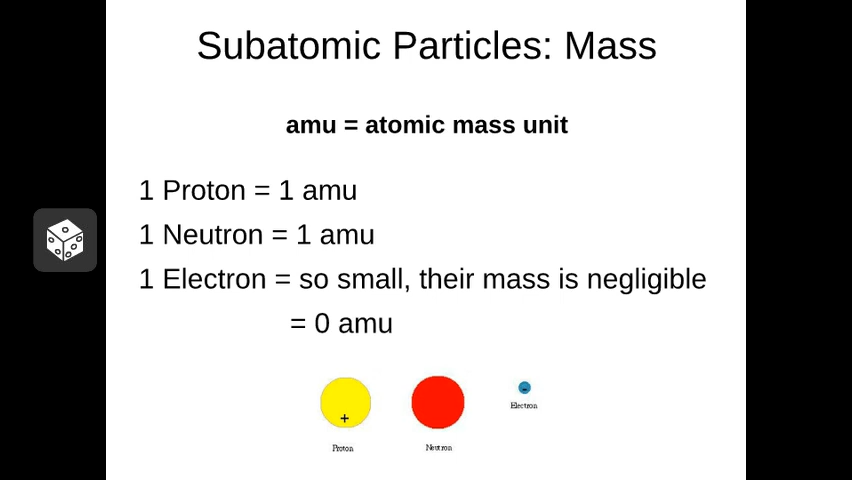 Subatomic Particles: Mass
amu = atomic mass unit
1 Proton = 1 amu
1 Neutron = 1 amu
1 Electron = so small, their mass is negligible
= 0 amu
+
-
Electron
Proton
Neutron